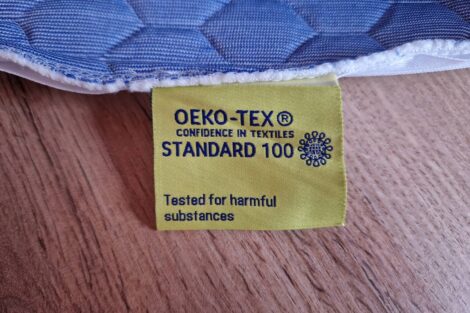 OEKO-TEX®
CONFIDENCE IN TEXTILES
STANDARD 100
Tested for harmful
substances